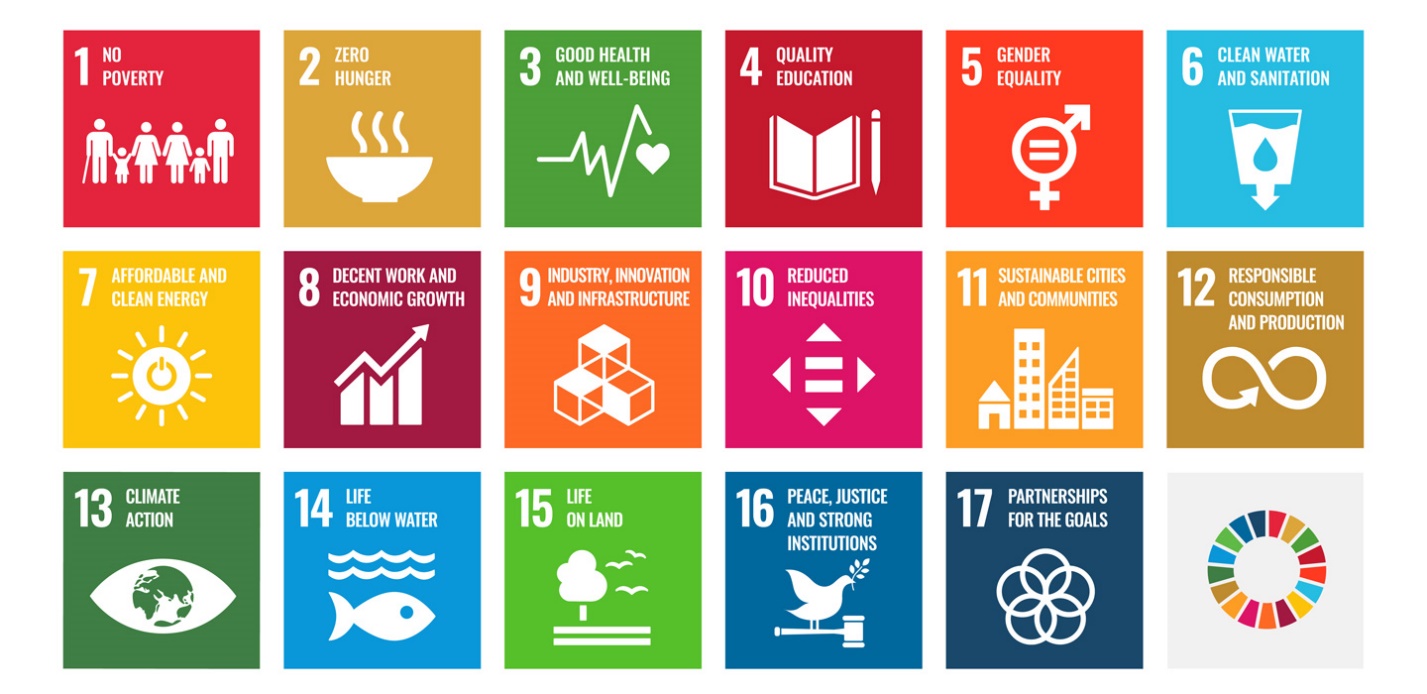 1 NO
POVERTY
2 ZERO
HUNGER
3 GOOD HEALTH
AND WELL-BEING
4 QUALITY
EDUCATION
5 GENDER
EQUALITY
6 CLEAN WATER
AND SANITATION
7 AFFORDABLE AND
CLEAN ENERGY
8 DECENT WORK AND
ECONOMIC GROWTH
9 INDUSTRY, INNOVATION
AND INFRASTRUCTURE
10 REDUCED
INEQUALITIES
11 SUSTAINABLE CITIES
AND COMMUNITIES
12 RESPONSIBLE
CONSUMPTION
AND PRODUCTION
13 CLIMATE
ACTION
14 LIFE
BELOW WATER
15 LIFE
ON LAND
16 PEACE, JUSTICE
AND STRONG
INSTITUTIONS
17 PARTNERSHIPS
FOR THE GOALS